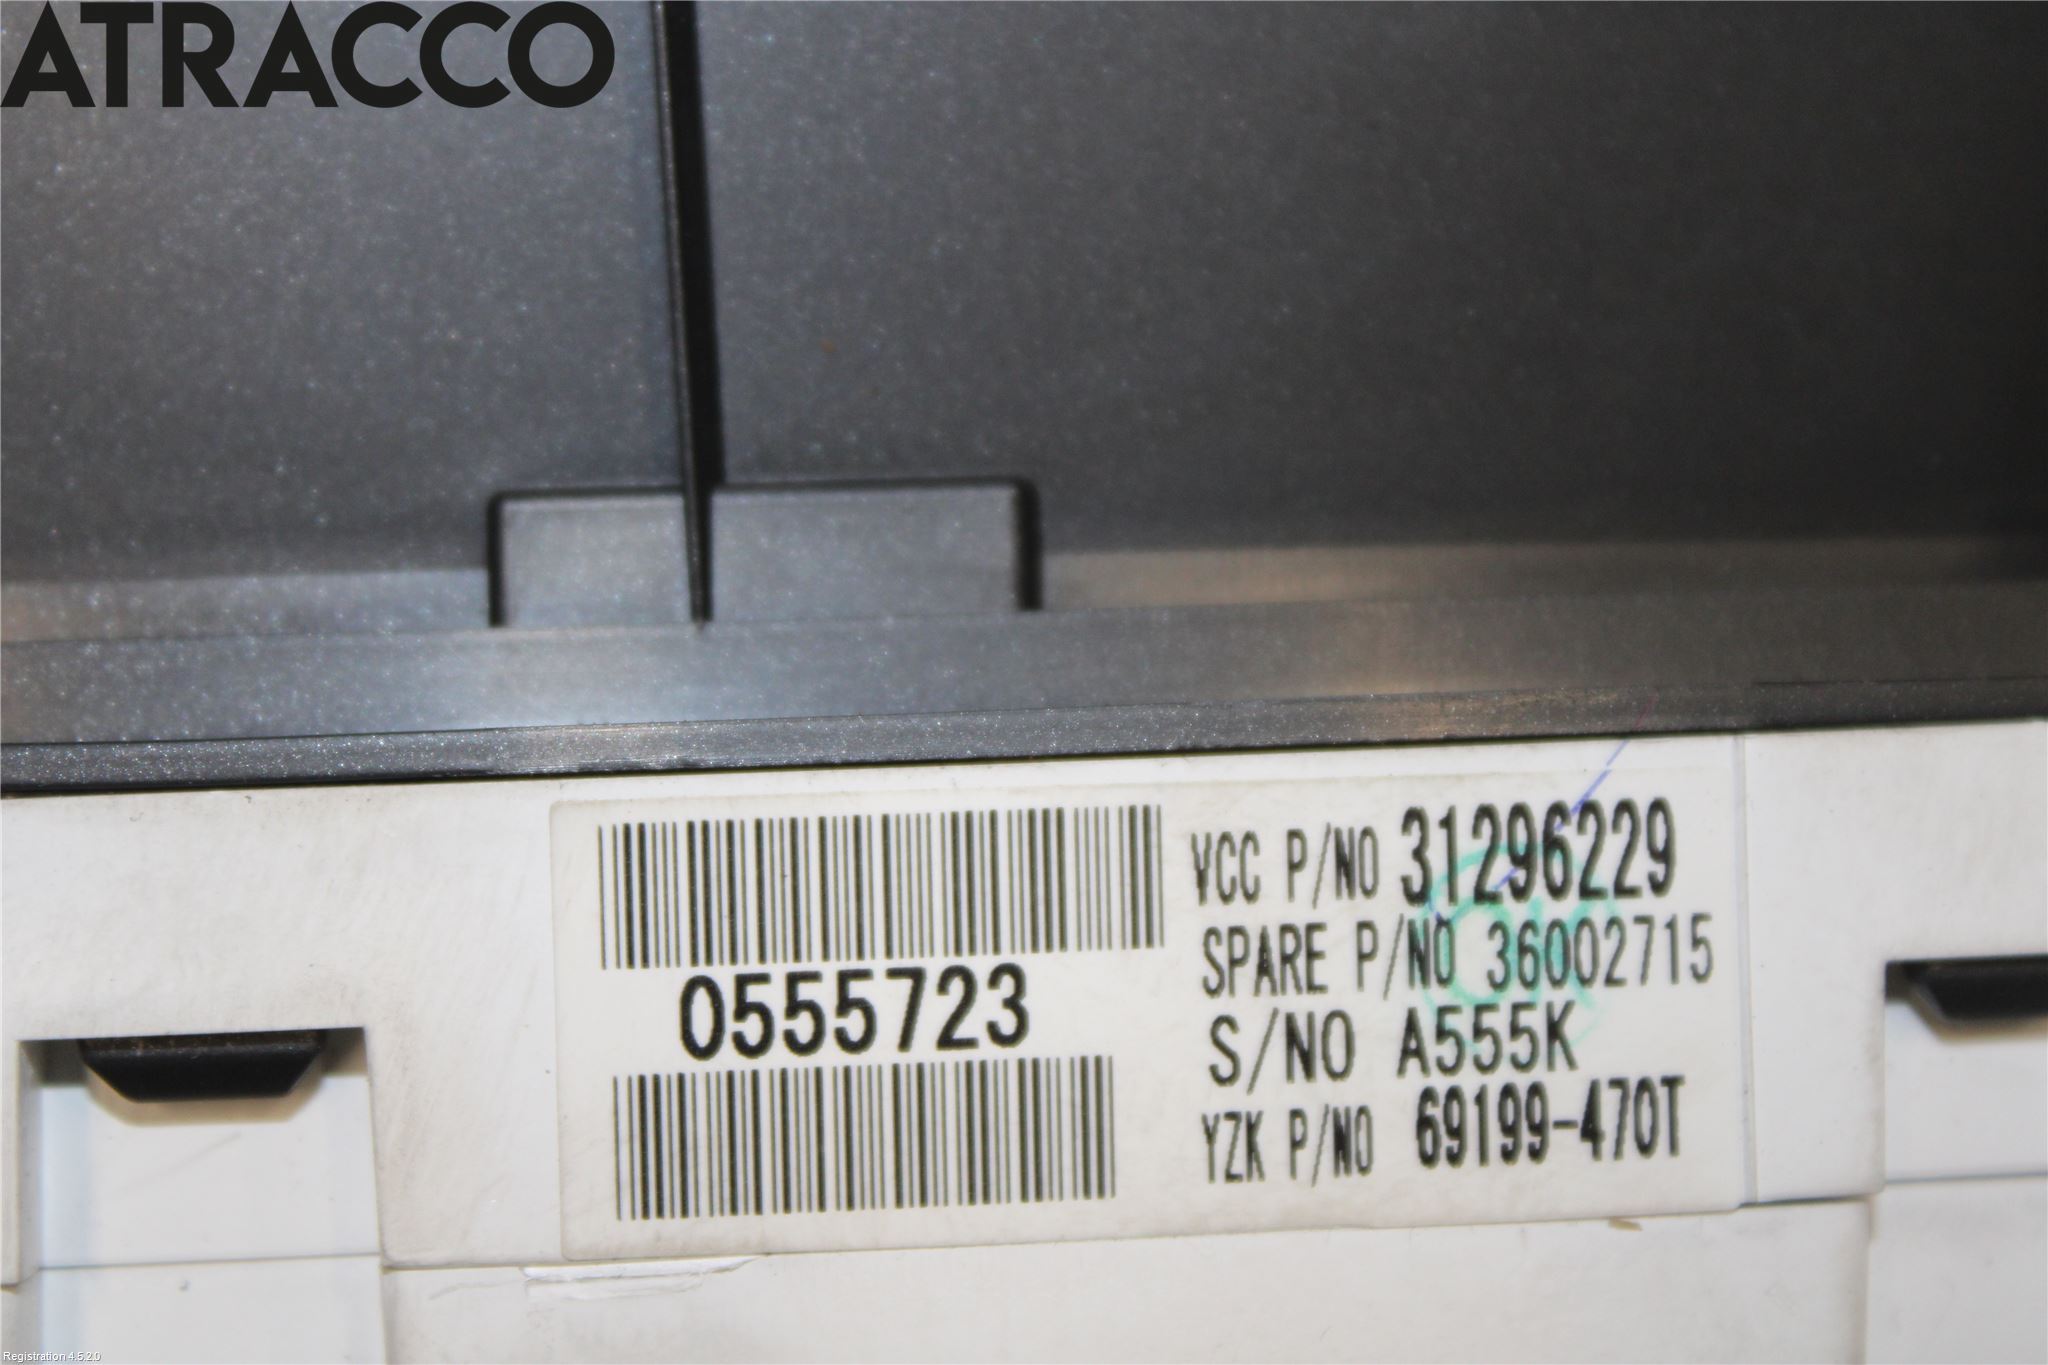 ATRACCO
VCC P/NO 31296229
SPARE P/NO 36002715
0555723
S/NO A555K
YZK P/NO 69199-470T
OK
Registration 4.5.2.0